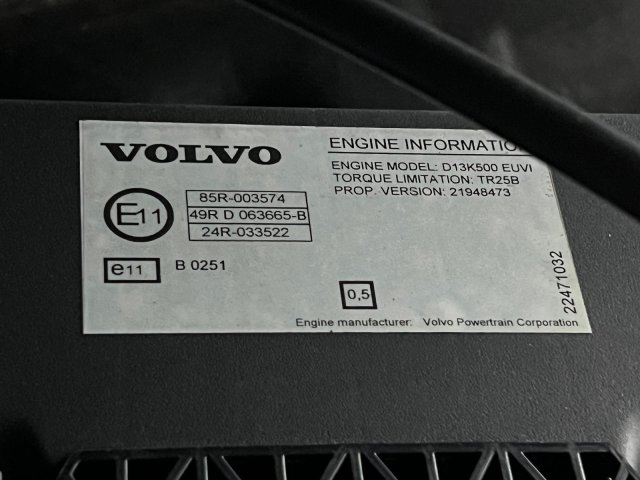 VOLVO
ENGINE INFORMATION
ENGINE MODEL: D13K500 EUVI
TORQUE LIMITATION: TR25B
PROP. VERSION: 21948473
E11
85R-003574
49R D 063665-B
24R-033522
e11 B 0251
0,5
22471032
Engine manufacturer: Volvo Powertrain Corporation